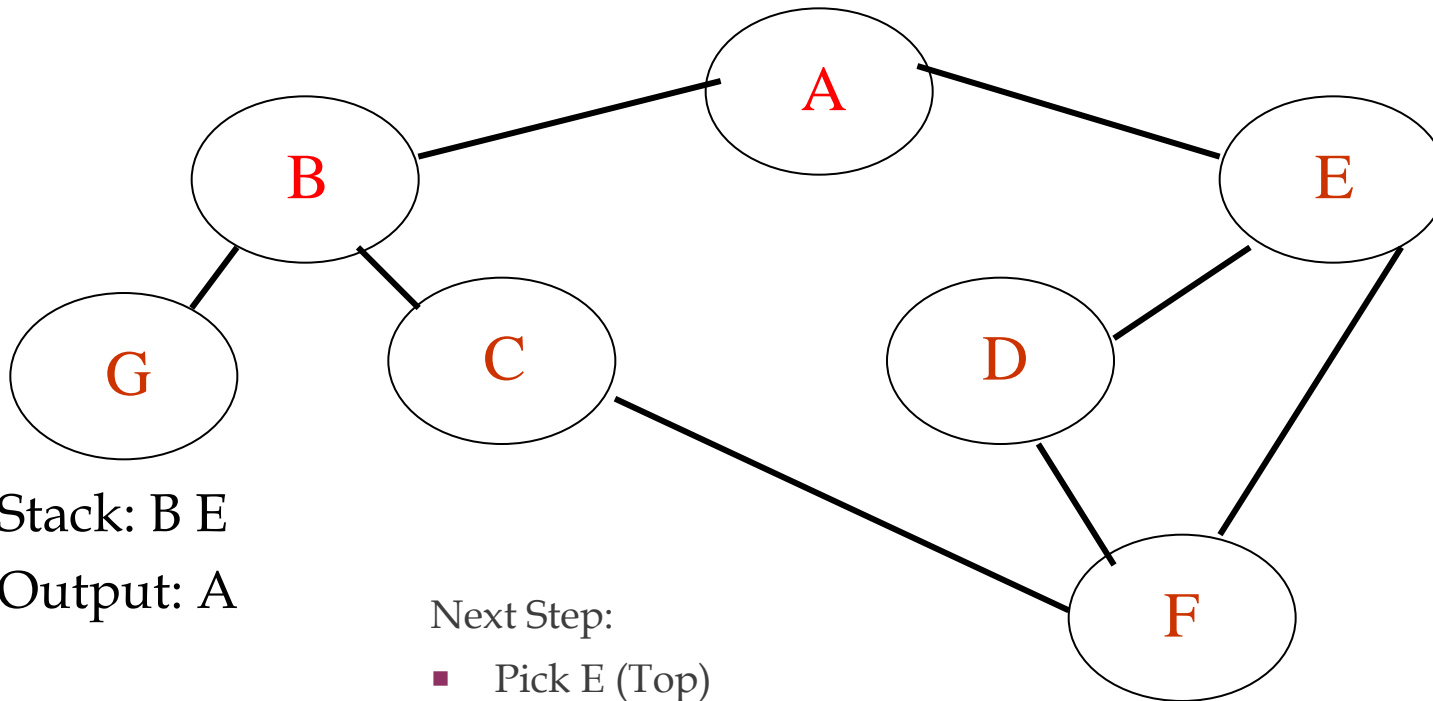 A
B
E
G
C
D
Stack: B E
Output: A
F
Next Step:
▪ Pick E (Top)